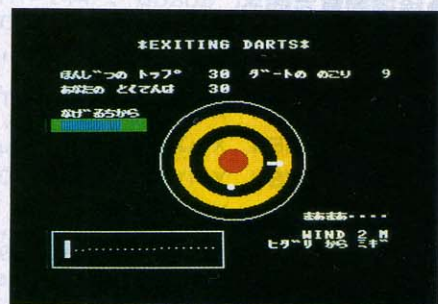 *EXITING DARTS*
ほんじ゛つの トップ゜ 30 ダ゛ートの のこり 9
あなたの とくてんは 30
なげ゛るちから
まあまあ・・・・
WIND 2 M
ヒダ゛リ から ミギ゛